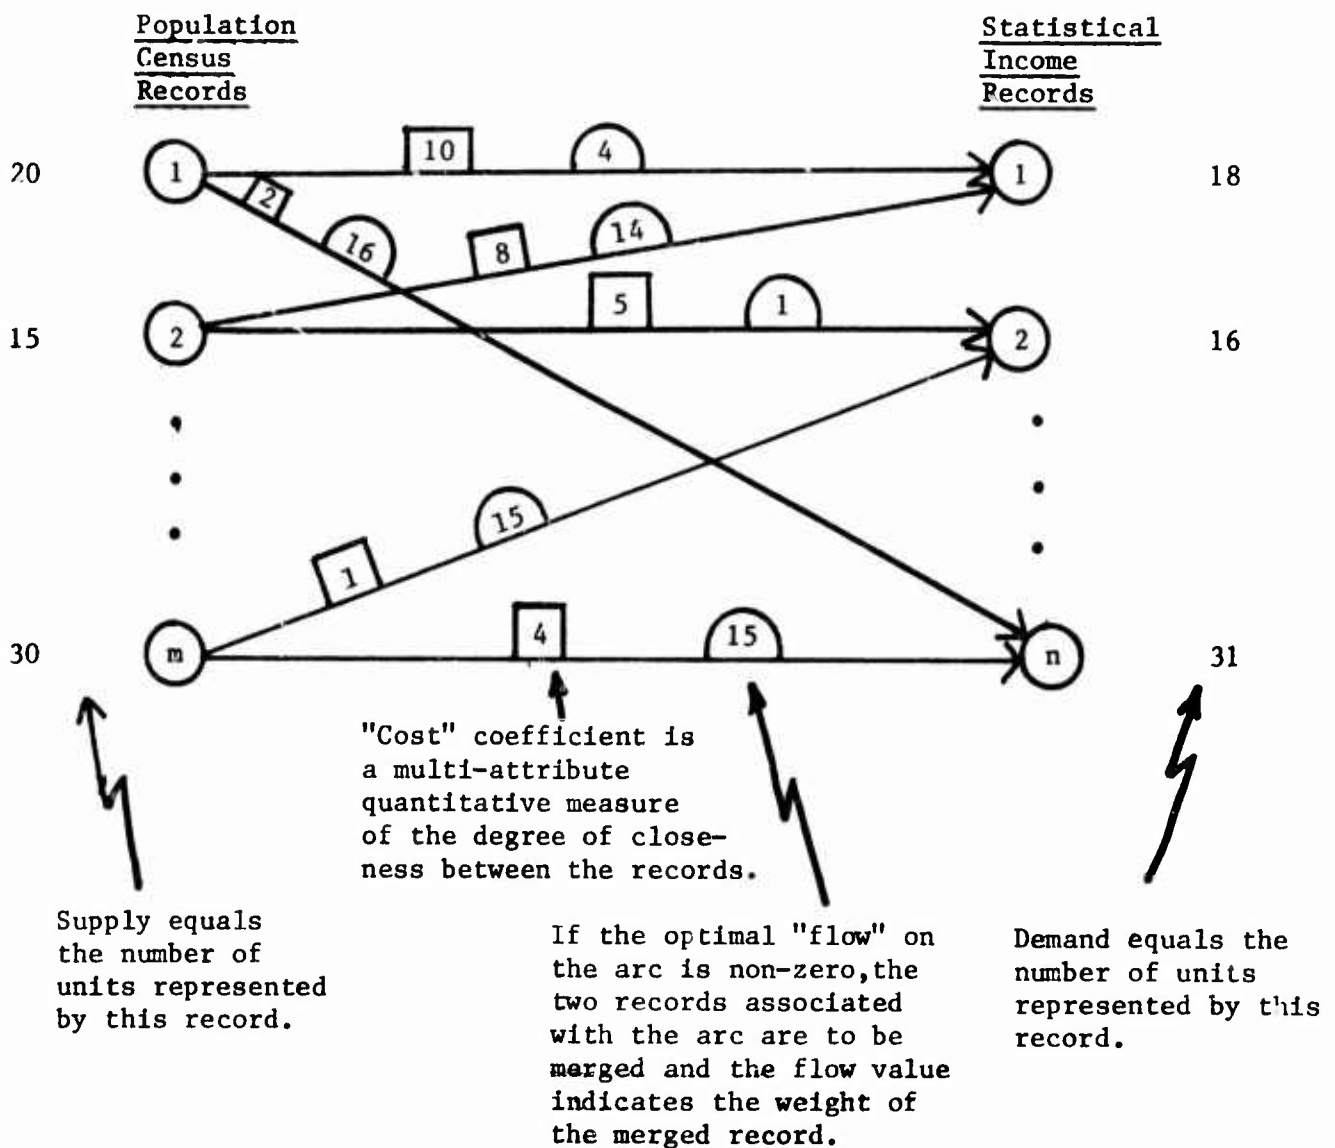 Population
Census
Records
Statistical
Income
Records
20
1
10
4
1
18
2
16
8
14
15
2
5
1
2
16
1
15
30
m
4
15
n
31
"Cost" coefficient is
a multi-attribute
quantitative measure
of the degree of close-
ness between the records.
Supply equals
the number of
units represented
by this record.
If the optimal "flow" on
the arc is non-zero,the
two records associated
with the arc are to be
merged and the flow value
indicates the weight of
the merged record.
Demand equals the
number of units
represented by this
record.